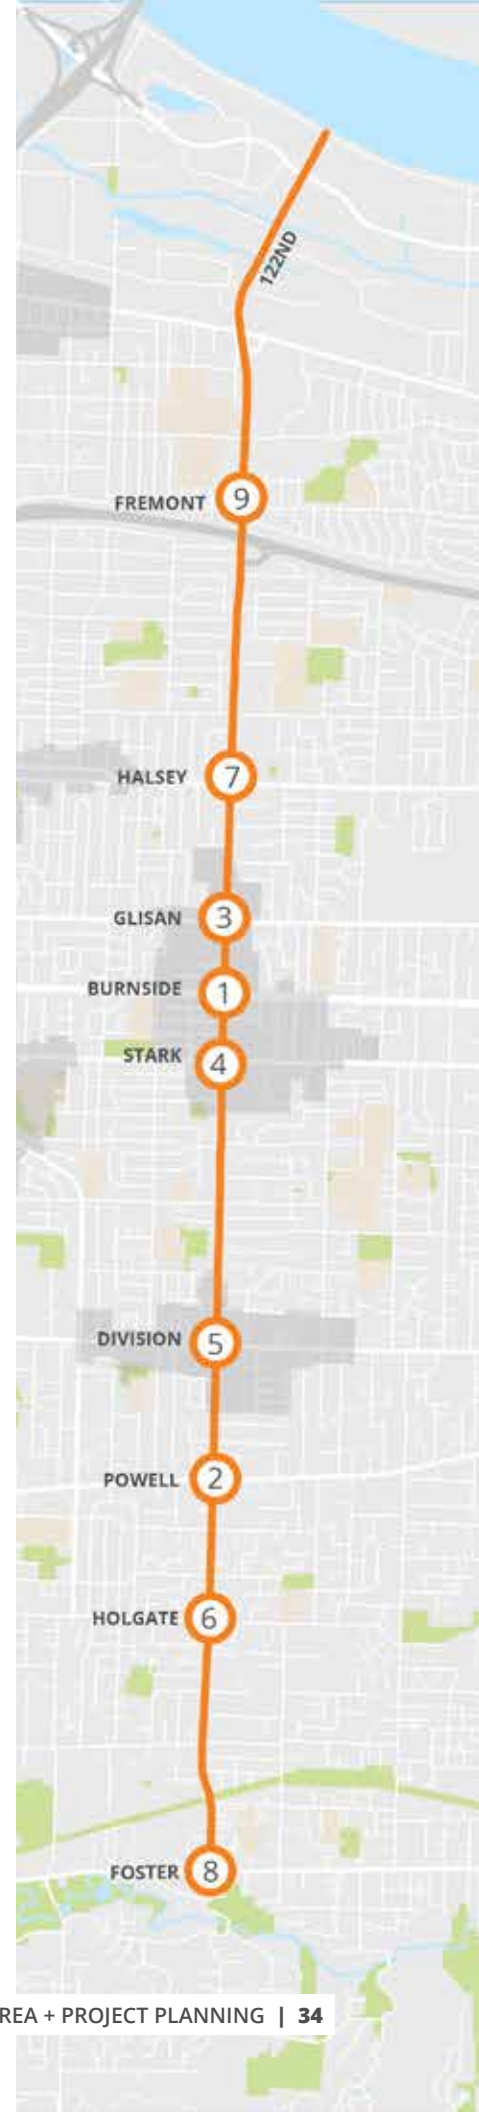 122ND
FREMONT 9
HALSEY 7
GLISAN 3
BURNSIDE 1
STARK 4
DIVISION 5
POWELL 2
HOLGATE 6
FOSTER 8
REA + PROJECT PLANNING | 34